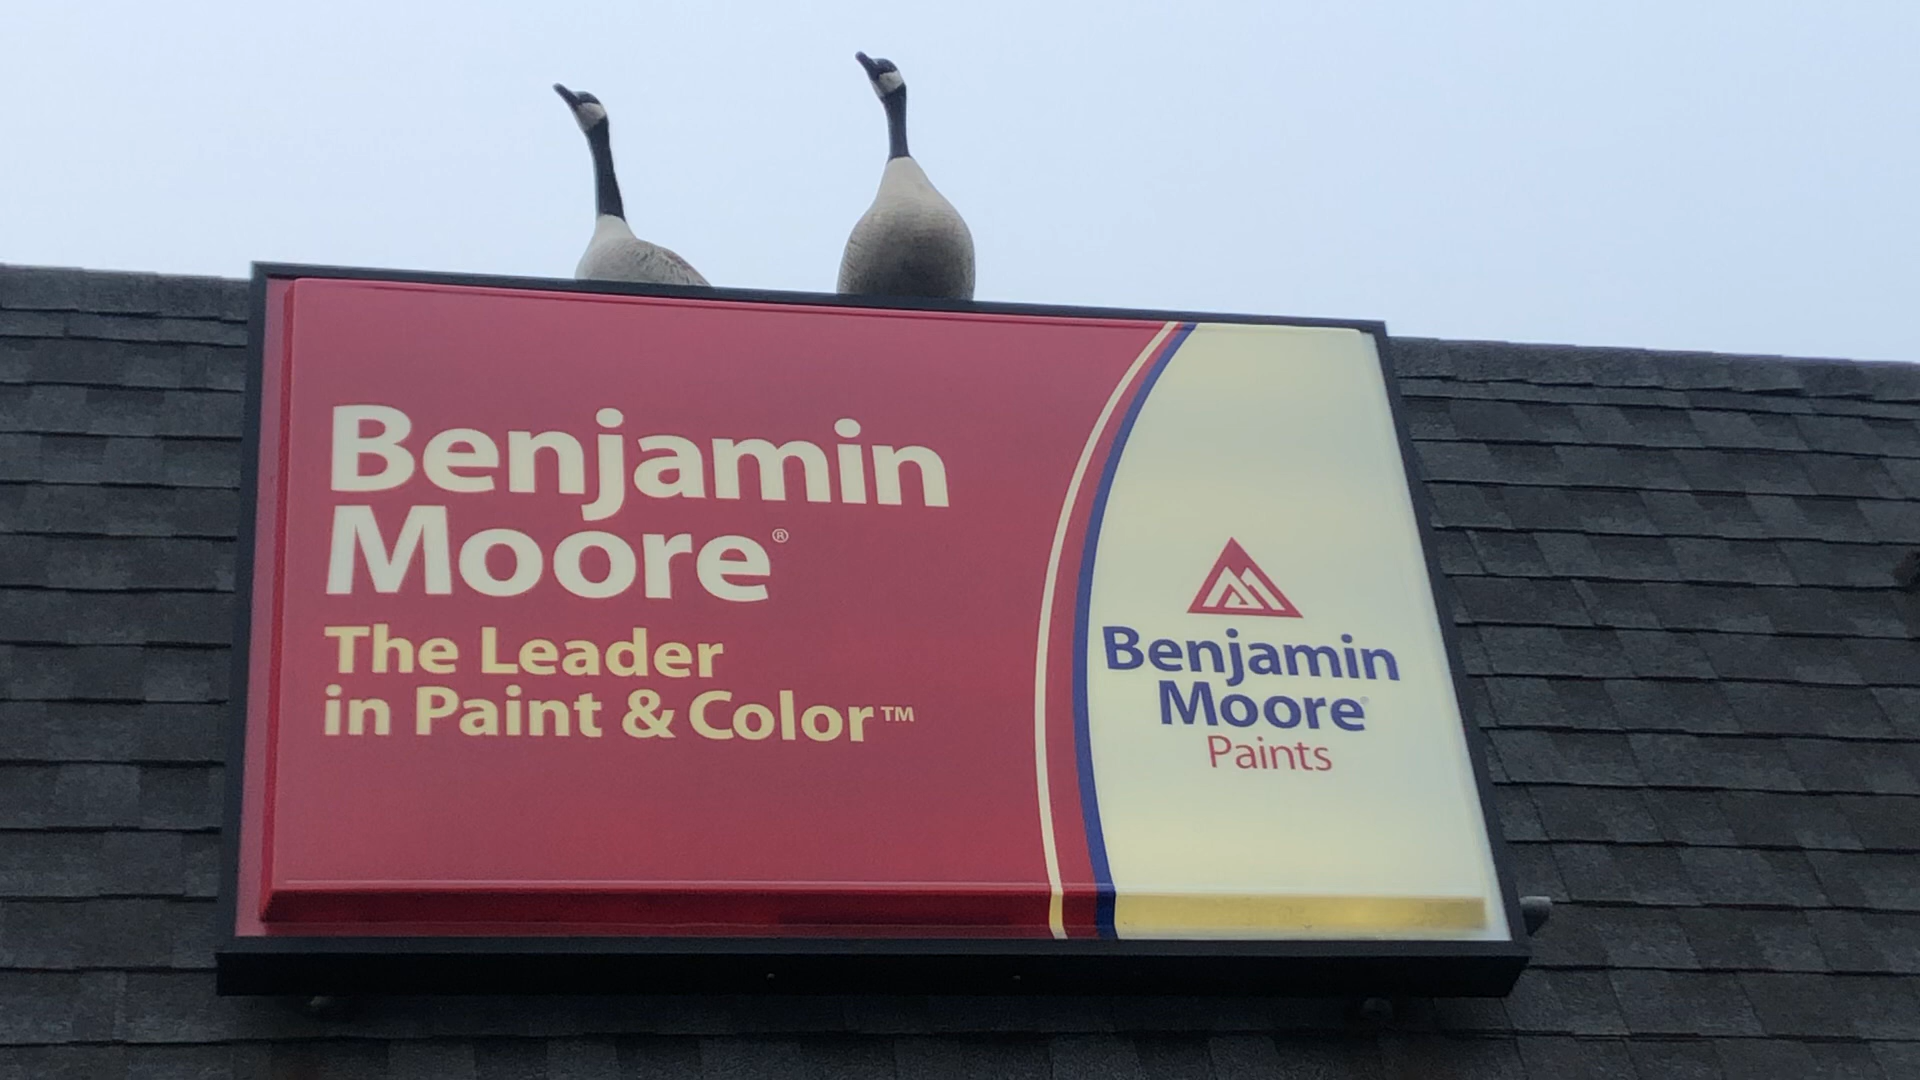 Benjamin
Moore®
The Leader
in Paint & Color™
Benjamin
Moore
Paints